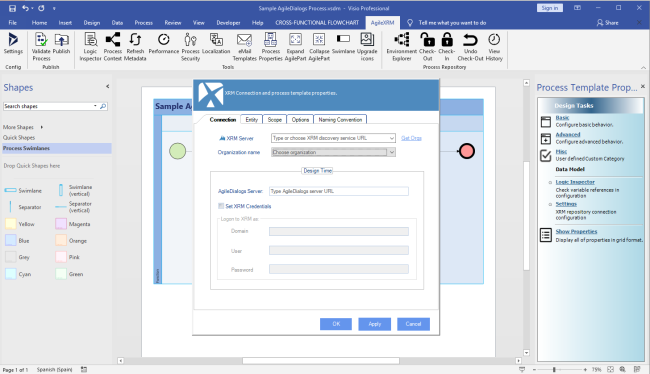 Sample AgileDialogs Process.vsdm - Visio Professional
Sign in
File Home Insert Design Data Process Review View Developer Help CROSS-FUNCTIONAL FLOWCHART AgileXRM Tell me what you want to do Share
Settings Validate Publish Logic Process Refresh Performance Process Localization eMail Process Expand Collapse Swimlane Upgrade Environment Check- Check- Undo View
Process Inspector Context Metadata Security Templates Properties AgilePart AgilePart icons Explorer Out In Check-Out History
Config Publish Tools Process Repository
Shapes
Search shapes
More Shapes
Quick Shapes
Process Swimlanes
Drop Quick Shapes here
Swimlane
Swimlane
(vertical)
Separator
Separator
(vertical)
Yellow
Magenta
Blue
Orange
Grey
Pink
Cyan
Green
Sample A
XRM Connection and process template properties.
Connection Entity Scope Options Naming Convention
XRM Server
Type or choose XRM discovery service URL
Get Orgs
Organization name
Choose organization
Design Time
AgileDialogs Server:
Type AgileDialogs server URL
Set XRM Credentials
Logon to XRM as
Domain
User
Password
OK Apply Cancel
Process Template Prop...
Design Tasks
Basic
Configure basic behavior.
Advanced
Configure advanced behavior.
Misc
User defined Custom Category
Data Model
Logic Inspector
Check variable references in
configuration
Settings
XRM repository connection
configuration
Show Properties
Display all of properties in grid format.
Page 1 of 1 Spanish (Spain)
75%